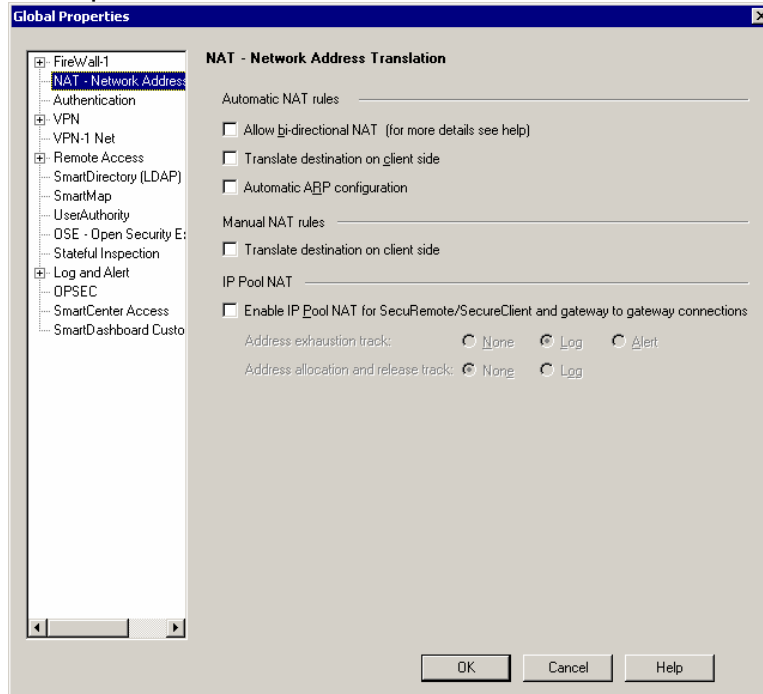 Global Properties
FireWall-1
NAT - Network Address
Authentication
VPN
VPN-1 Net
Remote Access
SmartDirectory (LDAP)
SmartMap
UserAuthority
OSE - Open Security E
Stateful Inspection
Log and Alert
OPSEC
SmartCenter Access
SmartDashboard Custo
NAT - Network Address Translation
Automatic NAT rules
Allow bi-directional NAT (for more details see help)
Translate destination on client side
Automatic ARP configuration
Manual NAT rules
Translate destination on client side
IP Pool NAT
Enable IP Pool NAT for SecuRemote/SecureClient and gateway to gateway connections
Address exhaustion track: None Log Alert
Address allocation and release track: None Log
OK Cancel Help